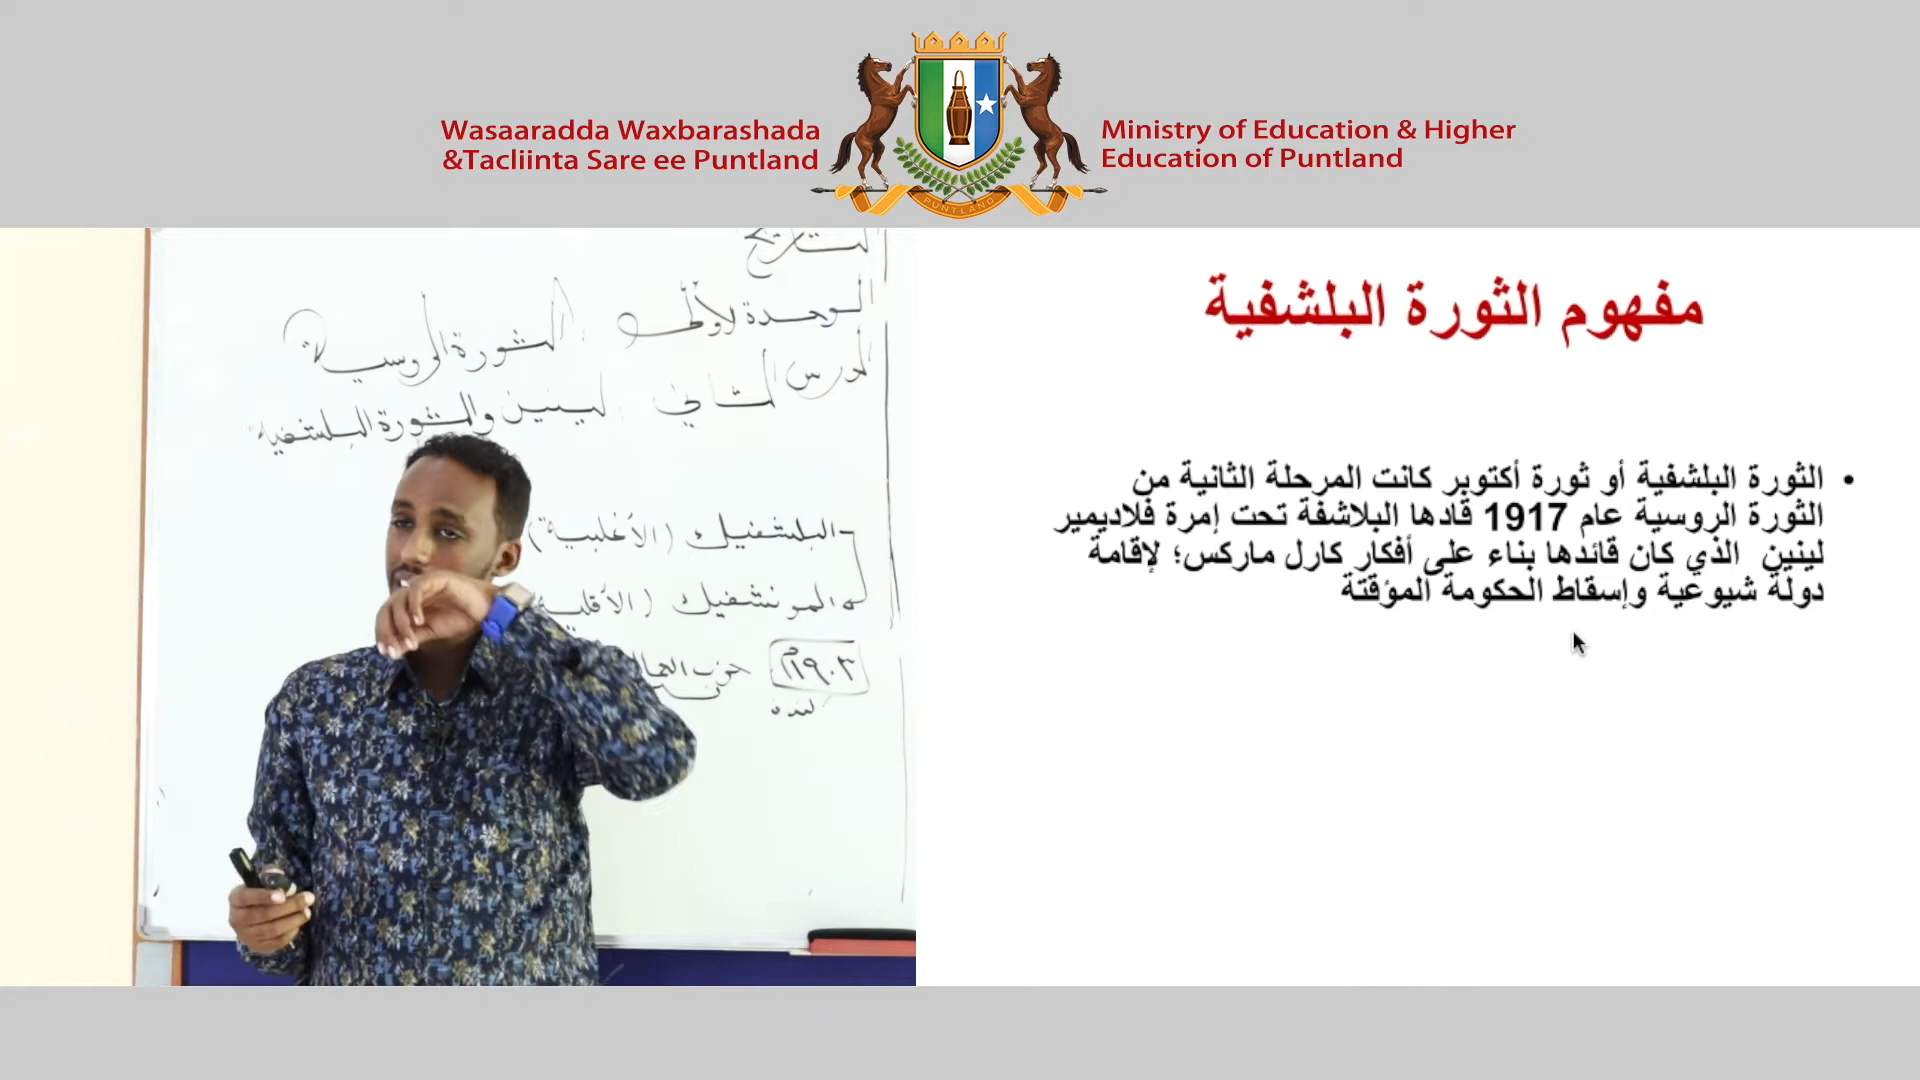 Wasaaradda Waxbarashada
&Tacliinta Sare ee Puntland
PUNTLAND
Ministry of Education & Higher
Education of Puntland
التاريخ
الوحدة الأولى : الثورة الروسية
الدرس الثاني : لينين والثورة البلشفية
البلشفيك (الأغلبية)
المونشفيك (الأقلية
١٩٠٣م حزب العمال
لندن
مفهوم الثورة البلشفية
• الثورة البلشفية أو ثورة أكتوبر كانت المرحلة الثانية من
الثورة الروسية عام 1917 قادها البلاشفة تحت إمرة فلاديمير
لينين الذي كان قائدها بناء على أفكار كارل ماركس؛ لإقامة
دولة شيوعية وإسقاط الحكومة المؤقتة